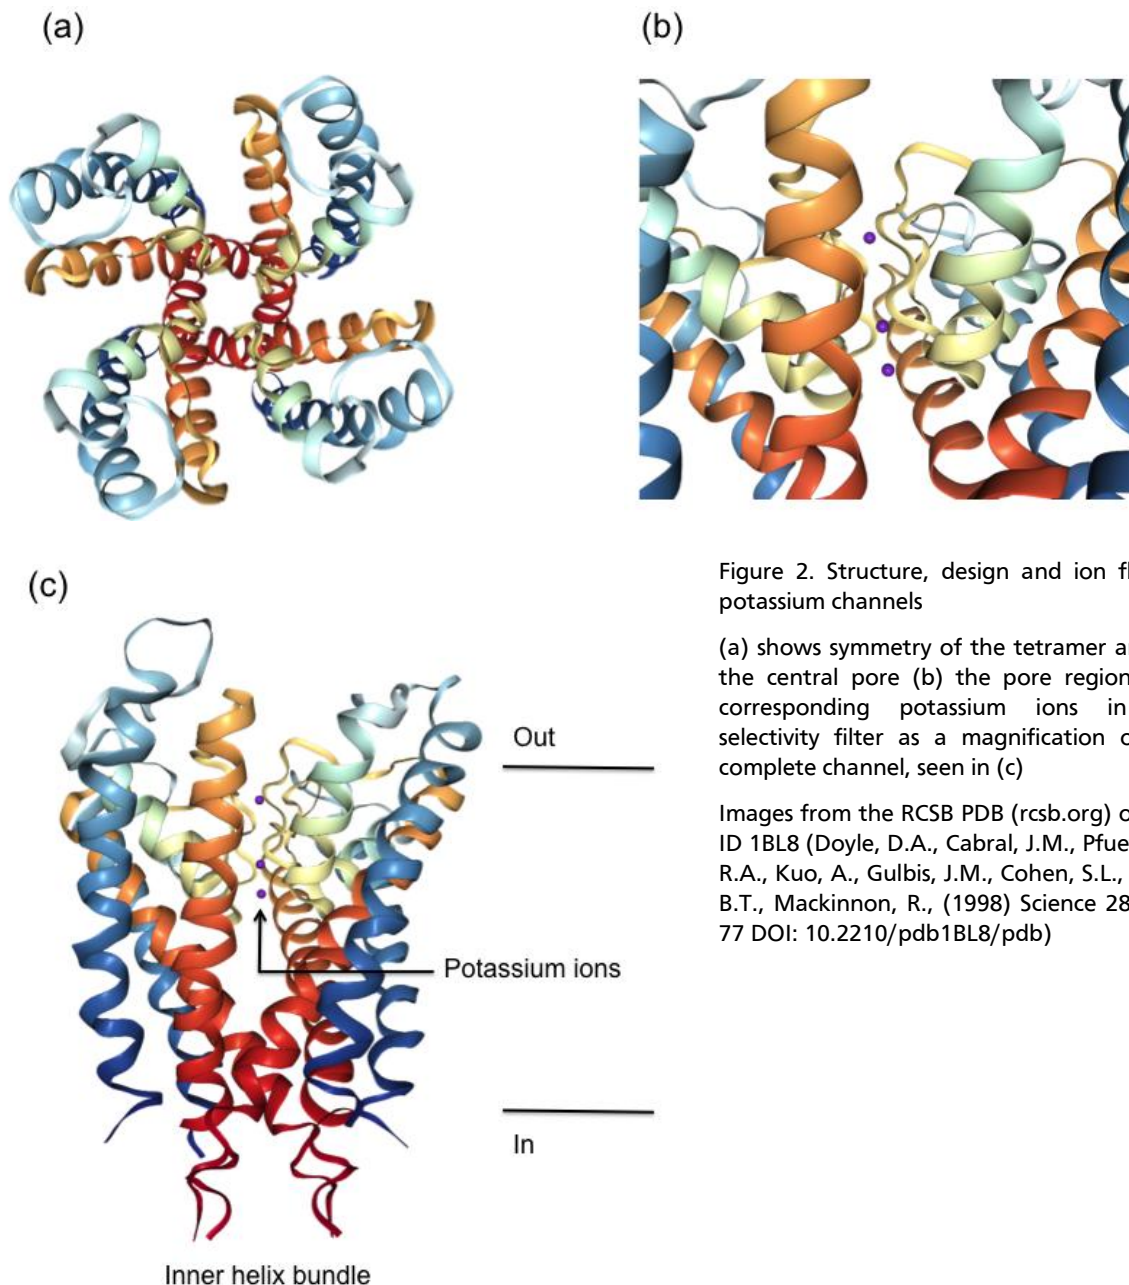 (a)
(b)
(c)
Out
Potassium ions
In
Inner helix bundle
Figure 2. Structure, design and ion
potassium channels
(a) shows symmetry of the tetramer
the central pore (b) the pore region
corresponding potassium ions in
selectivity filter as a magnification
complete channel, seen in (c)
Images from the RCSB PDB (rcsb.org)
ID 1BL8 (Doyle, D.A., Cabral, J.M.,
R.A., Kuo, A., Gulbis, J.M., Cohen, S.L.,
B.T., Mackinnon, R., (1998) Science
77 DOI: 10.2210/pdb1BL8/pdb)